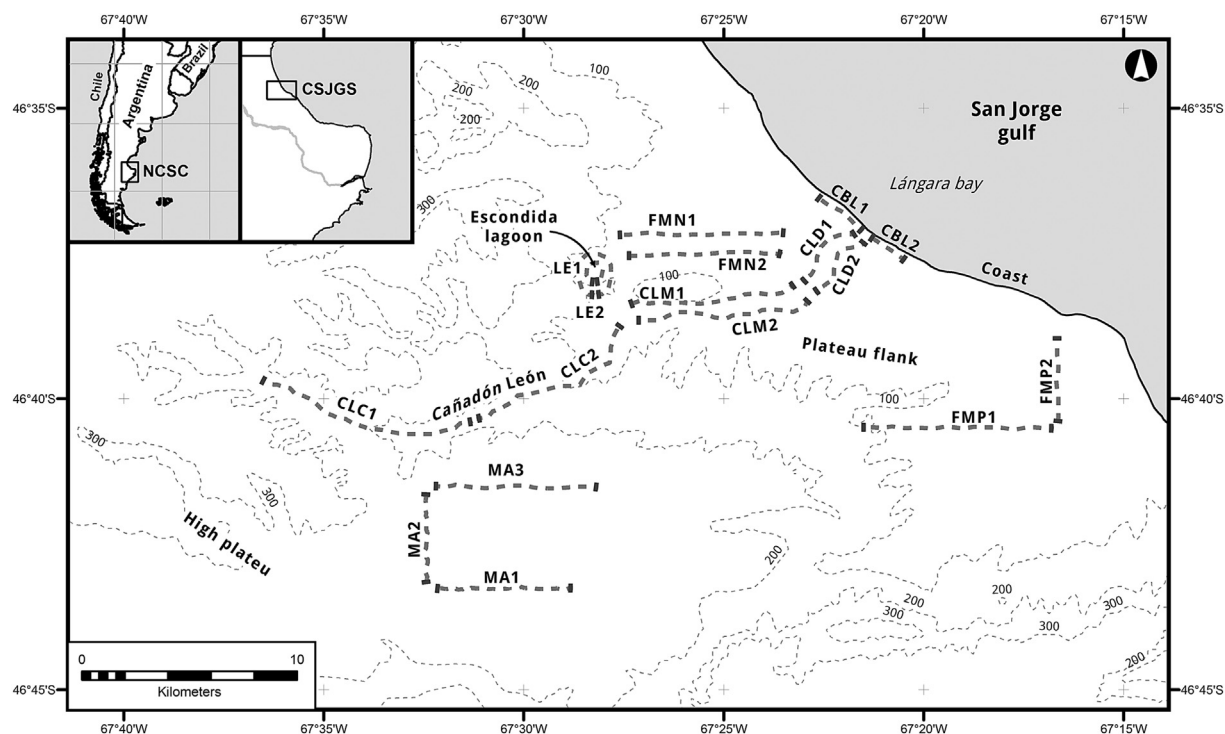 67°40'W 67°35'W 67°30'W 67°25'W 67°20'W 67°15'W
Chile
Argentina
Brazil
NCSC
CSJGS
100
200
200
200
300
San Jorge
gulf
46°35'S
46°35'S
Lángara bay
Escondida
lagoon
FMN1
FMN2
CBL1
CBL2
CLD1
CLD2
LE1
LE2
100
CLM1
CLM2
Coast
Plateau flank
CLC2
Cañadón León
CLC1
46°40'S
46°40'S
100
FMP2
FMP1
300
300
High plateu
MA3
MA2
MA1
200
200
200
300
300
300
200
0 10
Kilometers
46°45'S
46°45'S
67°40'W 67°35'W 67°30'W 67°25'W 67°20'W 67°15'W